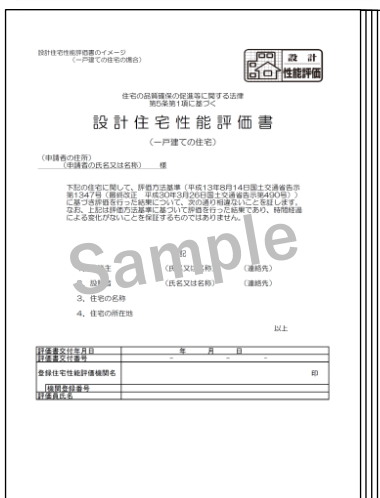 設計住宅性能評価書のイメージ
（一戸建ての住宅の場合）
設 計
性能評価
住宅の品質確保の促進等に関する法律
第5条第1項に基づく
設計住宅性能評価書
（一戸建ての住宅）
（申請者の住所）
（申請者の氏名又は名称） 様
下記の住宅に関して、評価方法基準（平成13年8月14日国土交通省告示
第1347号（最終改正 平成30年3月26日国土交通省告示第490号））
に基づき評価を行った結果について、次の通り相違ないことを証します。
なお、上記は評価方法基準に基づいて評価を行った結果であり、時間経過
による変化がないことを保証するものではありません。
記
（氏名又は名称） （連絡先）
設計者 （氏名又は名称） （連絡先）
3．住宅の名称
4．住宅の所在地
以上
Sample
評価書交付年月日 年 月 日
評価書交付番号 - - -
登録住宅性能評価機関名 印
機関登録番号
評価員氏名